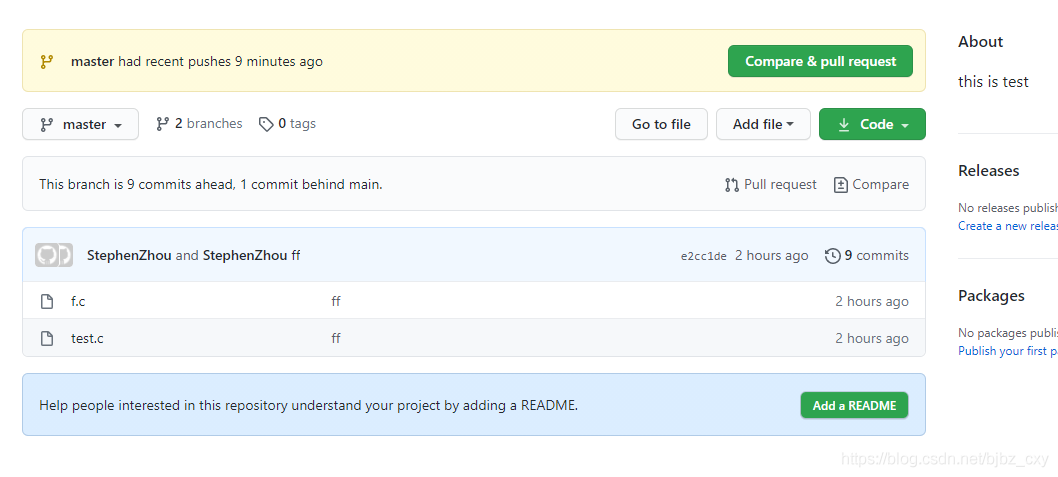 master had recent pushes 9 minutes ago
Compare & pull request
master
2 branches
0 tags
Go to file
Add file
Code
This branch is 9 commits ahead, 1 commit behind main.
Pull request
Compare
StephenZhou and StephenZhou ff
e2cc1de
2 hours ago
9 commits
f.c
ff
2 hours ago
test.c
ff
2 hours ago
Help people interested in this repository understand your project by adding a README.
Add a README
About
this is test
Releases
No releases publish
Create a new relea
Packages
No packages publis
Publish your first p
https://blog.csdn.net/bjbz_cxy